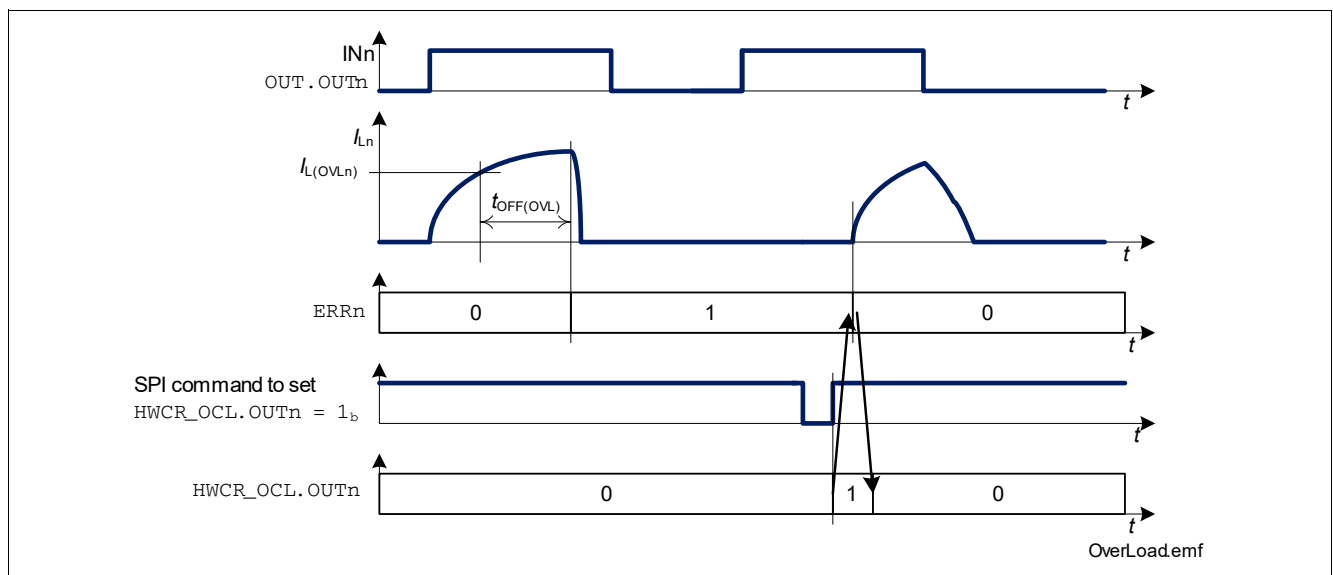 INn
OUT.OUTn
t
ILn
IL(OVLn)
tOFF(OVL)
t
ERRn
0 1 0
t
SPI command to set
HWCR_OCL.OUTn = 1b
t
HWCR_OCL.OUTn
0 1 0
t
OverLoad.emf